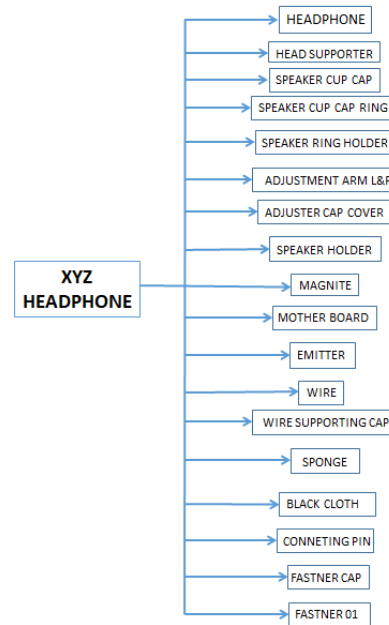 HEADPHONE
HEAD SUPPORTER
SPEAKER CUP CAP
SPEAKER CUP CAP RING
SPEAKER RING HOLDER
ADJUSTMENT ARM L&R
ADJUSTER CAP COVER
SPEAKER HOLDER
XYZ
HEADPHONE
MAGNITE
MOTHER BOARD
EMITTER
WIRE
WIRE SUPPORTING CAP
SPONGE
BLACK CLOTH
CONNETING PIN
FASTNER CAP
FASTNER 01